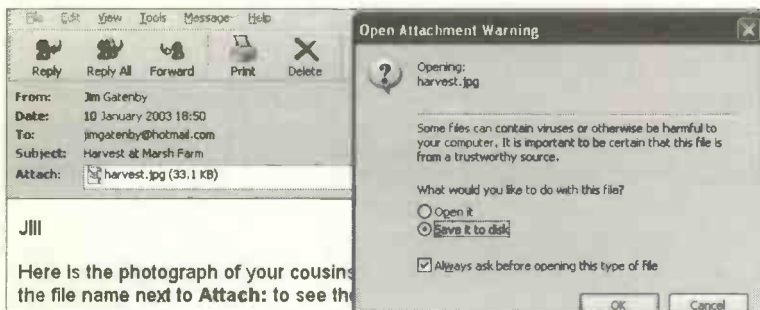 File Edit View Tools Message Help
Reply Reply All Forward Print Delete
From: Jim Gatenby
Date: 10 January 2003 18:50
To: jimgatenby@hotmail.com
Subject: Harvest at Marsh Farm
Attach: harvest.jpg (33.1 KB)
Jill
Here is the photograph of your cousins
the file name next to Attach: to see the
Open Attachment Warning
Opening:
harvest.jpg
Some files can contain viruses or otherwise be harmful to
your computer. It is important to be certain that this file is
from a trustworthy source.
What would you like to do with this file?
Open it
Save it to disk
Always ask before opening this type of file
OK Cancel